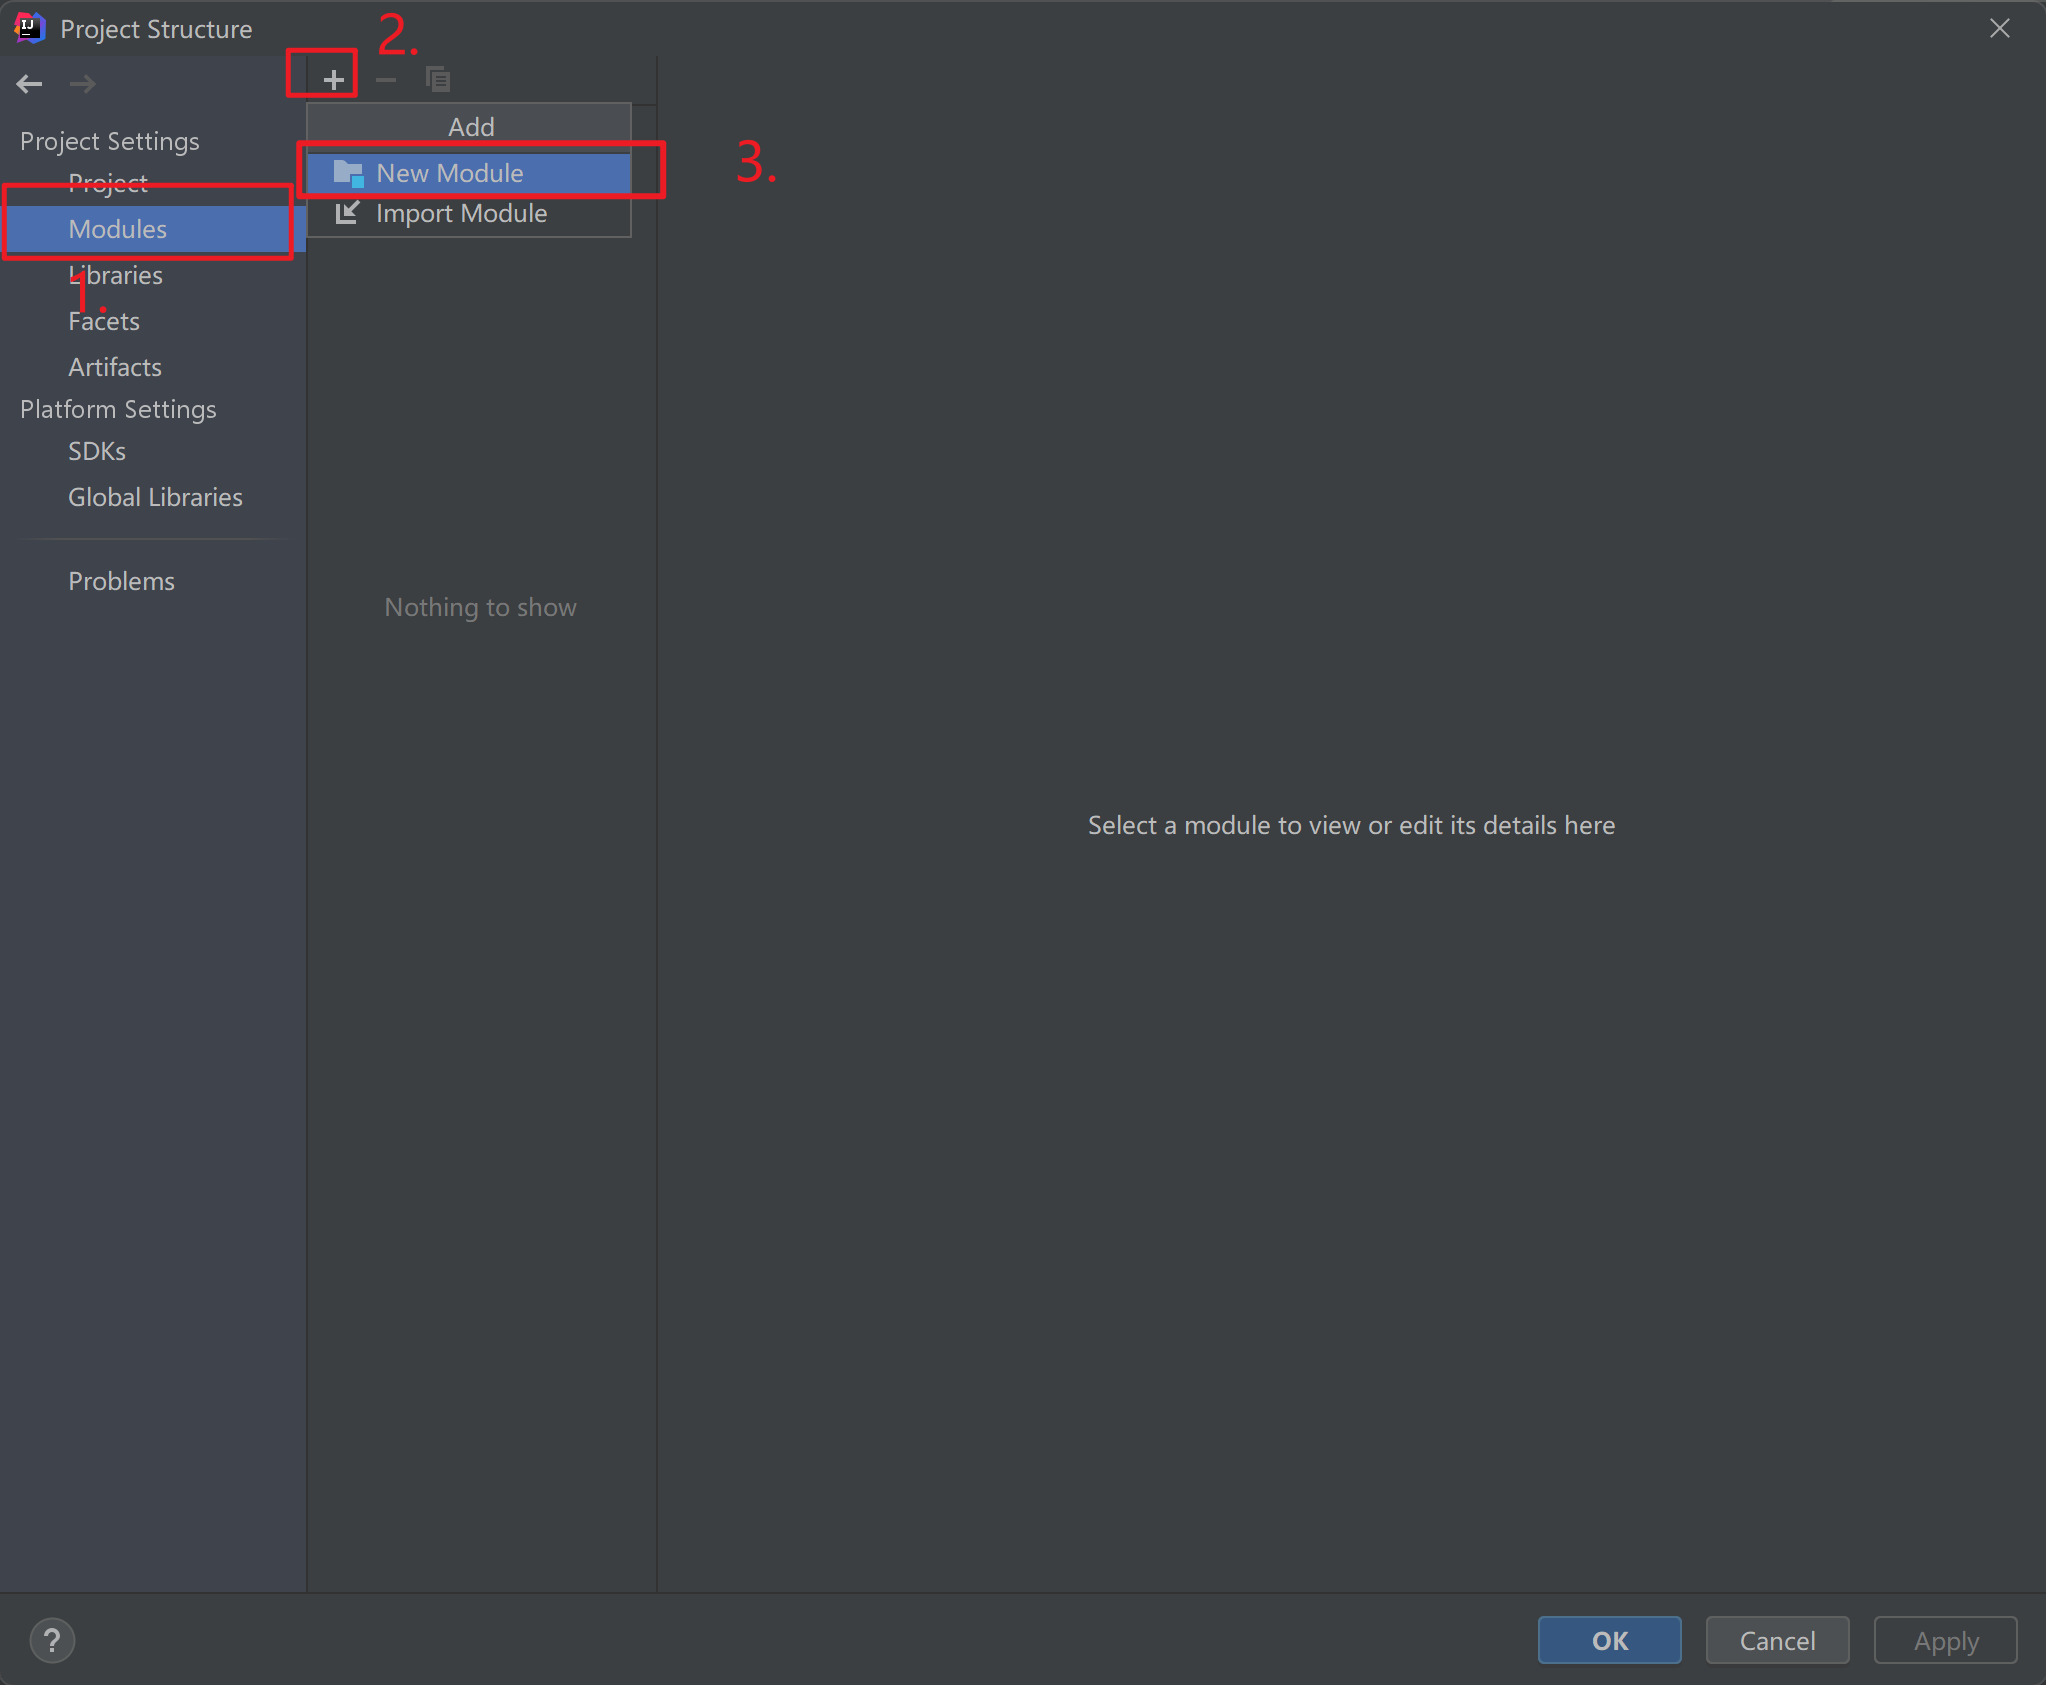 Project Structure
2.
Add
3.
Project Settings
New Module
Project
Import Module
Modules
Libraries
1.
Facets
Artifacts
Platform Settings
SDKs
Global Libraries
Problems
Nothing to show
Select a module to view or edit its details here
? OK Cancel Apply